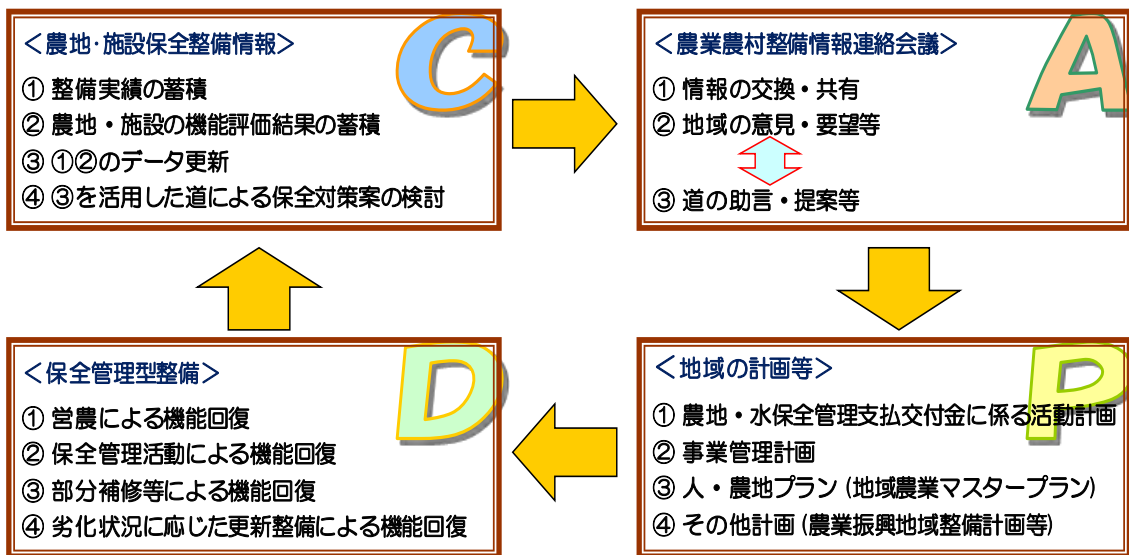 ＜農地･施設保全整備情報＞
C
① 整備実績の蓄積
② 農地・施設の機能評価結果の蓄積
③ ①②のデータ更新
④ ③を活用した道による保全対策案の検討
＜農業農村整備情報連絡会議＞
A
① 情報の交換・共有
② 地域の意見・要望等
③ 道の助言・提案等
＜保全管理型整備＞
D
① 営農による機能回復
② 保全管理活動による機能回復
③ 部分補修等による機能回復
④ 劣化状況に応じた更新整備による機能回復
＜地域の計画等＞
P
① 農地・水保全管理支払交付金に係る活動計画
② 事業管理計画
③ 人・農地プラン（地域農業マスタープラン）
④ その他計画（農業振興地域整備計画等）